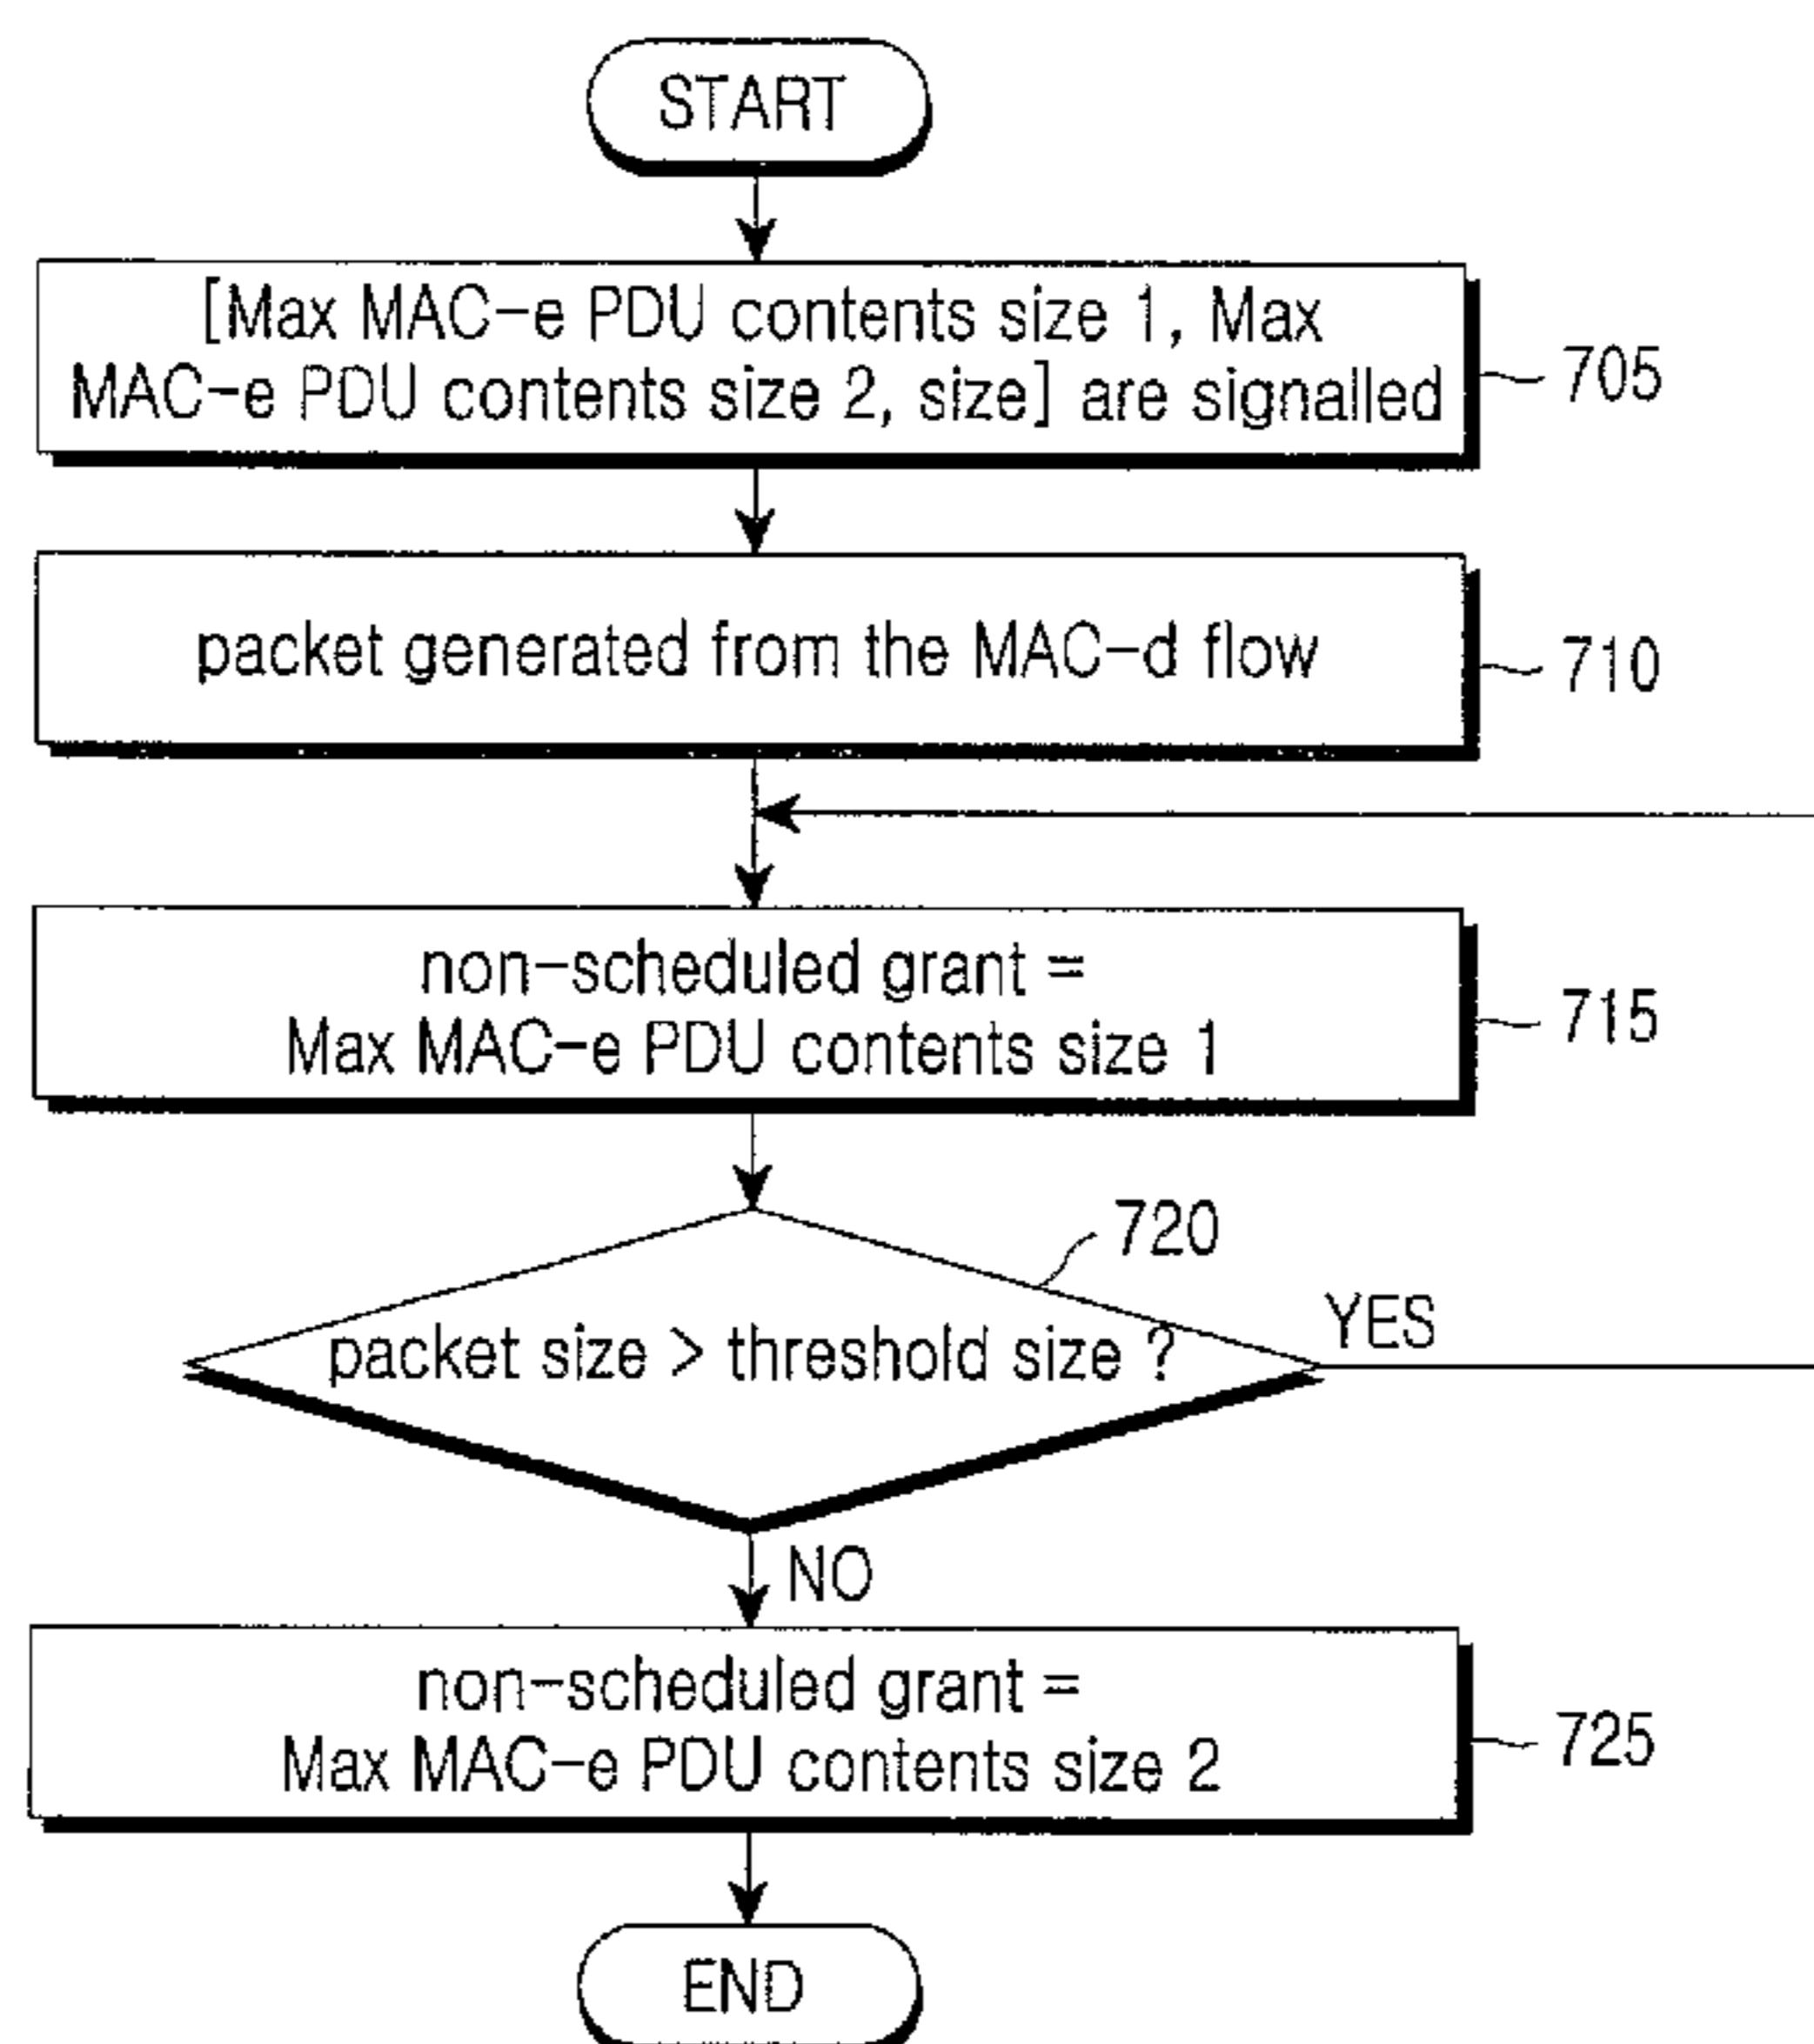 START
[Max MAC-e PDU contents size 1, Max
MAC-e PDU contents size 2, size] are signalled
705
packet generated from the MAC-d flow
710
non-scheduled grant =
Max MAC-e PDU contents size 1
715
720
packet size > threshold size ?
YES
NO
non-scheduled grant =
Max MAC-e PDU contents size 2
725
END